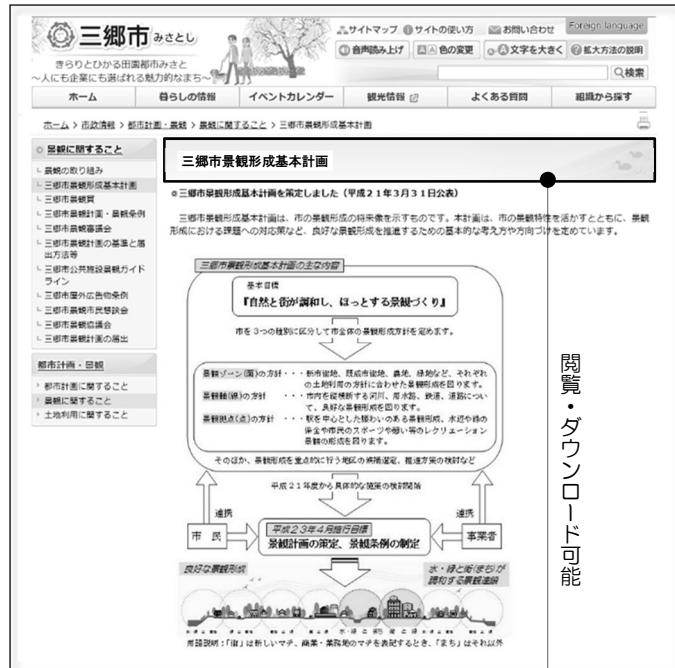 三郷市 みさとし
きらりとひかる田園都市みさと
～人にも企業にも選ばれる魅力的なまち～
サイトマップ サイトの使い方 お問い合わせ Foreign language
音声読み上げ 色の変更 文字を大きく 拡大方法の説明
検索
ホーム 暮らしの情報 イベントカレンダー 観光情報 よくある質問 組織から探す
ホーム > 市政情報 > 都市計画・景観 > 景観に関すること > 三郷市景観形成基本計画
景観に関すること
景観の取り組み
三郷市景観形成基本計画
三郷市景観賞
三郷市景観計画・景観条例
三郷市景観審議会
三郷市景観計画の基準と届
出方法等
三郷市公共施設景観ガイド
ライン
三郷市屋外広告物条例
三郷市景観市民懇談会
三郷市景観協議会
三郷市景観計画の届出
都市計画・景観
都市計画に関すること
景観に関すること
土地利用に関すること
三郷市景観形成基本計画
三郷市景観形成基本計画を策定しました（平成２１年３月３１日公表）
三郷市景観形成基本計画は、市の景観形成の将来像を示すものです。本計画は、市の景観特性を活かすとともに、景観
形成における課題への対応策など、良好な景観形成を推進するための基本的な考え方や方向づけを定めています。
三郷市景観形成基本計画の主な内容
基本目標
『自然と街が調和し、ほっとする景観づくり』
市を３つの種別に区分して市全体の景観形成方針を定めます。
景観ゾーン(面)の方針・・・新市街地、既成市街地、農地、緑地など、それぞれ
の土地利用の方針に合わせた景観形成を図ります。
景観軸(線)の方針・・・市内を縦横断する河川、用水路、鉄道、道路につい
て、良好な景観形成を図ります。
景観拠点(点)の方針・・・駅を中心とした賑わいのある景観形成、水辺や緑の
保全や市民のスポーツや憩い等のレクリエーション
景観の形成を図ります。
そのほか、景観形成を重点的に行う地区の候補選定、推進方策の検討など
平成２１年度から具体的な施策の検討開始
連携
連携
市 民
平成２３年４月施行目標
景観計画の策定、景観条例の制定
事業者
良好な景観形成
水・緑と街(まち)が
調和する景観連鎖
用語説明：「街」は新しいマチ、商業・業務地のマチを表記するとき、「まち」はそれ以外
閲覧・ダウンロード可能